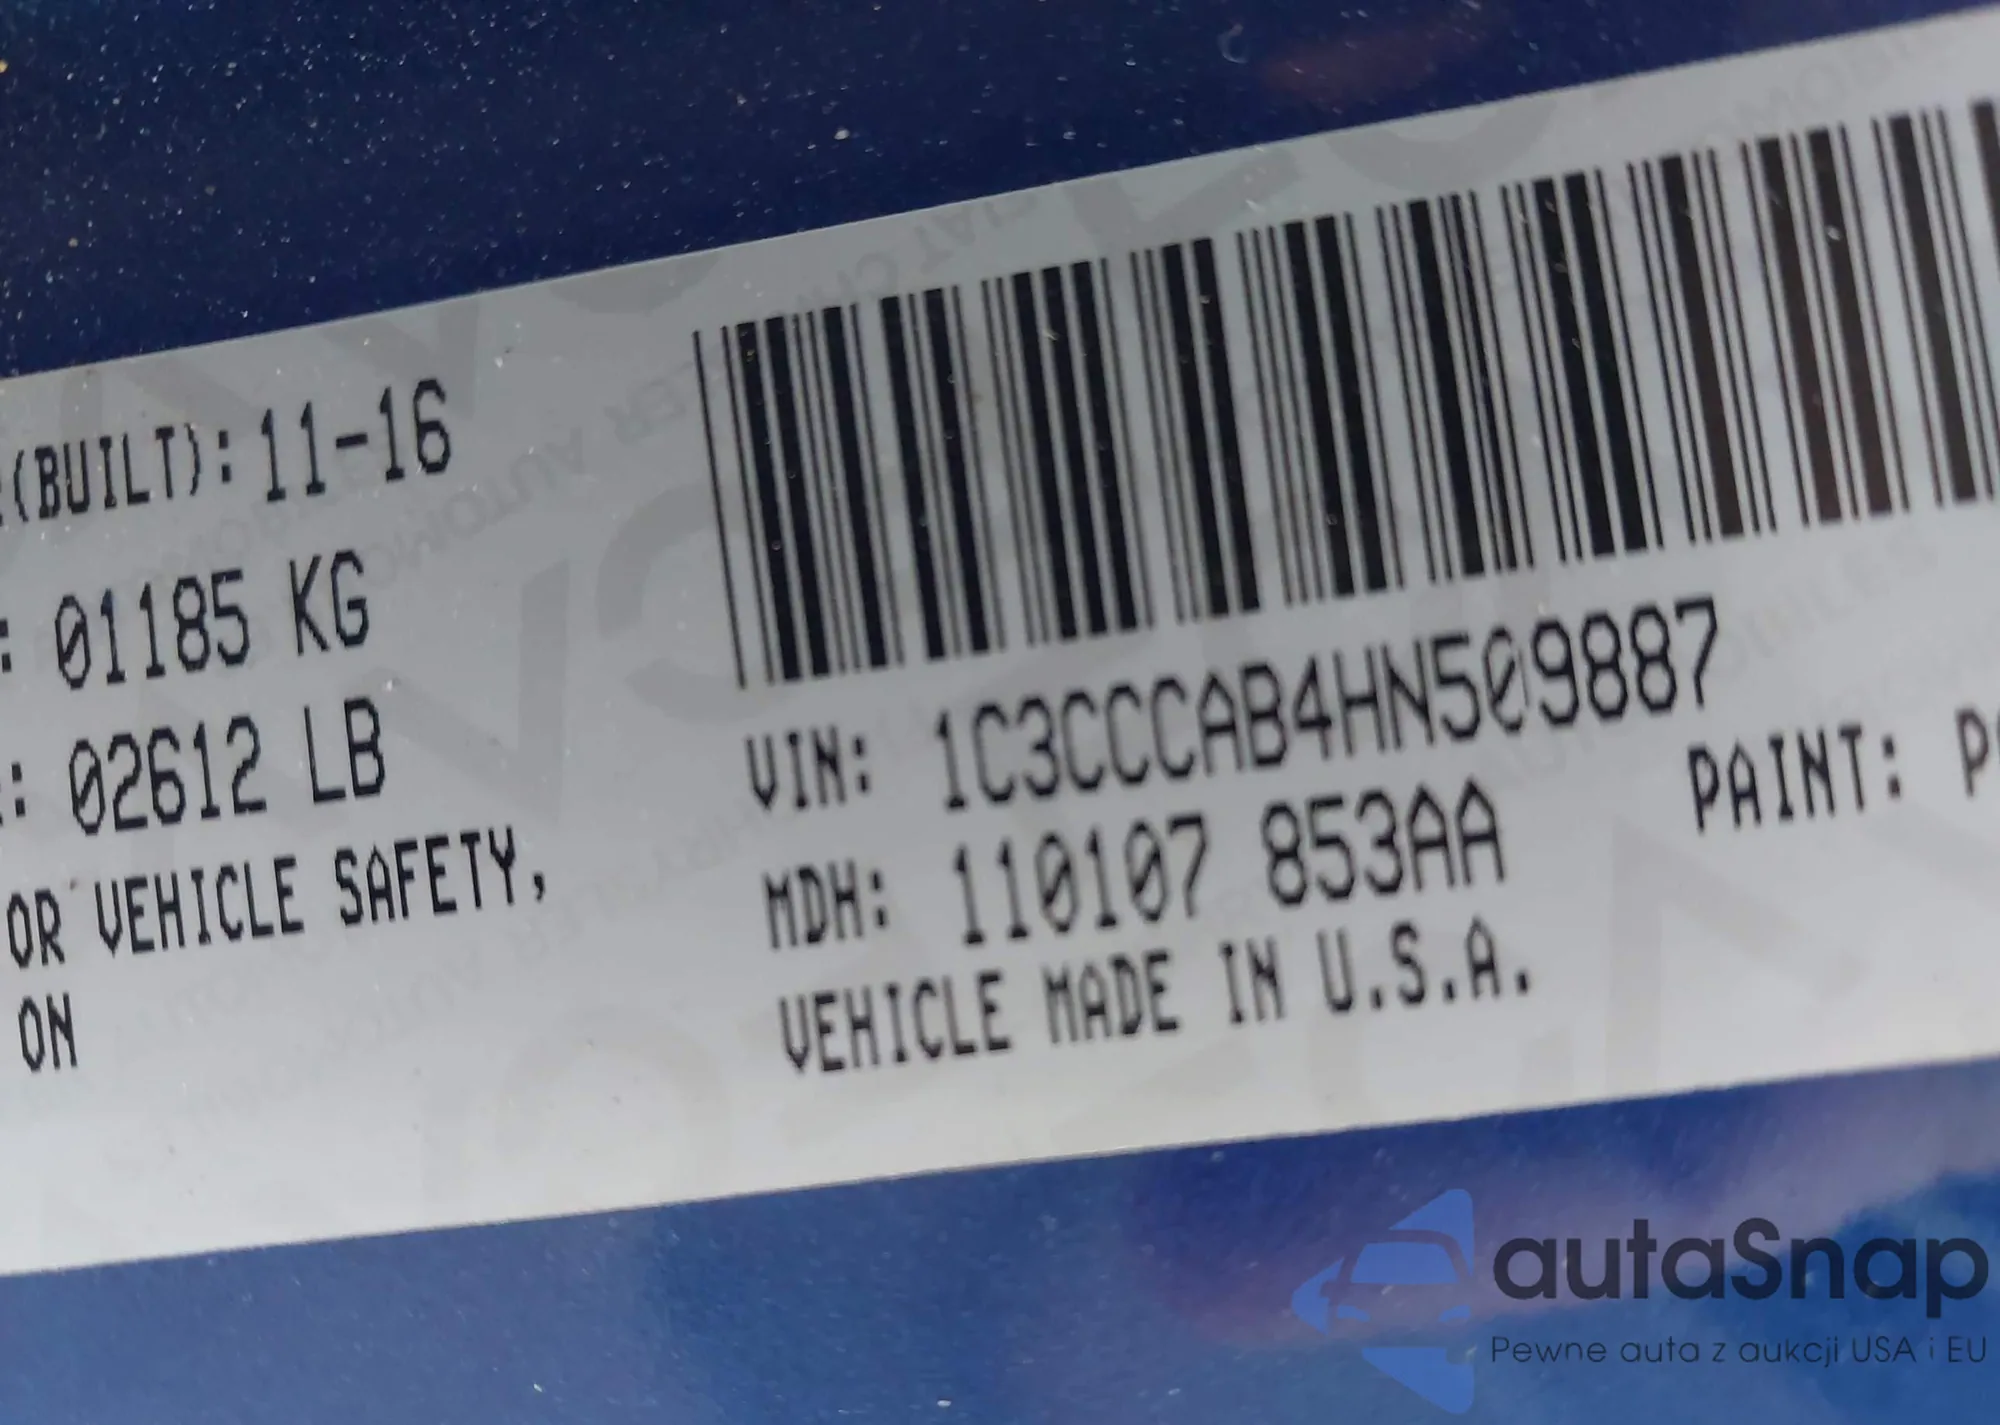 (BUILT): 11-16
: 01185 KG
: 02612 LB
OR VEHICLE SAFETY,
ON
VIN: 1C3CCCAB4HN509887
MDH: 110107 853AA
PAINT: P
VEHICLE MADE IN U.S.A.
autaSnap
Pewne auta z aukcji USA i EU